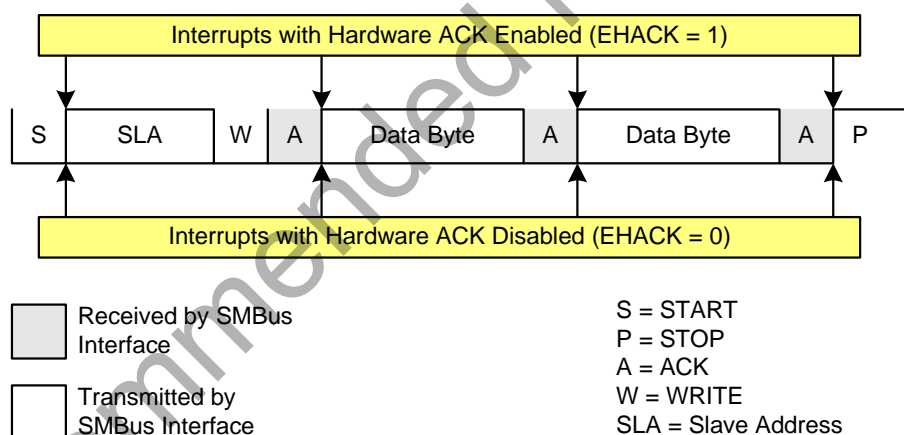 Interrupts with Hardware ACK Enabled (EHACK = 1)
S SLA W A Data Byte A Data Byte A P
Interrupts with Hardware ACK Disabled (EHACK = 0)
Received by SMBus
Interface
Transmitted by
SMBus Interface
S = START
P = STOP
A = ACK
W = WRITE
SLA = Slave Address
mmended